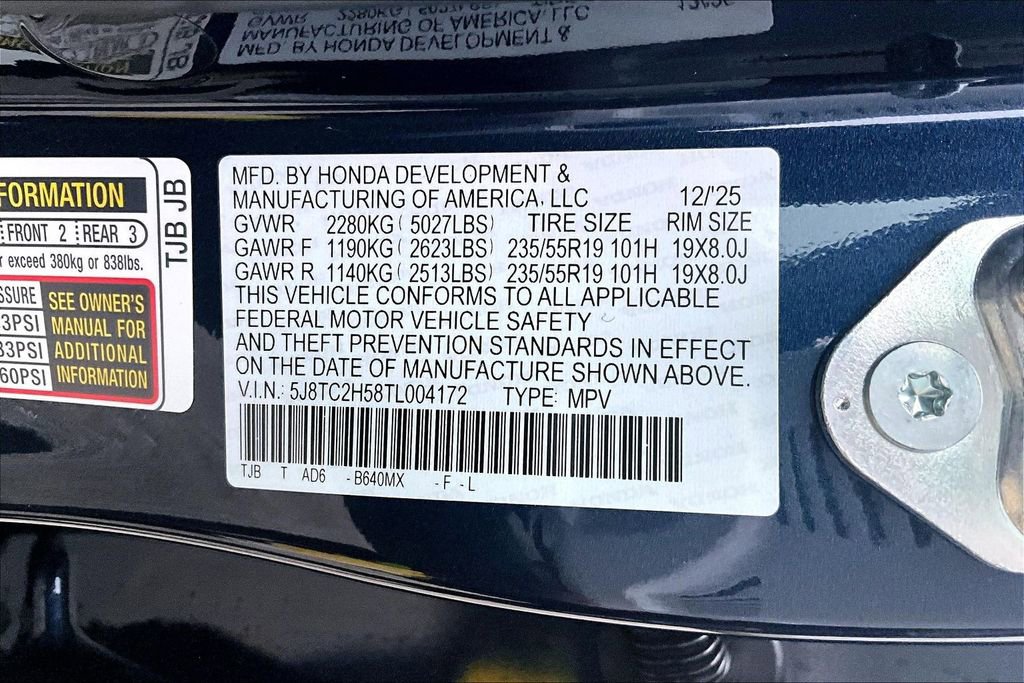 MFD. BY HONDA DEVELOPMENT &
MANUFACTURING OF AMERICA, LLC 12/'25
GVWR 2280KG ( 5027LBS) TIRE SIZE RIM SIZE
GAWR F 1190KG ( 2623LBS) 235/55R19 101H 19X8.0J
GAWR R 1140KG ( 2513LBS) 235/55R19 101H 19X8.0J
THIS VEHICLE CONFORMS TO ALL APPLICABLE
FEDERAL MOTOR VEHICLE SAFETY
AND THEFT PREVENTION STANDARDS IN EFFECT
ON THE DATE OF MANUFACTURE SHOWN ABOVE.
V.I.N.: 5J8TC2H58TL004172 TYPE: MPV
TJB T AD6 -B640MX -F -L
FORMATION
FRONT 2 REAR 3
exceed 380kg or 838lbs.
SSURE
3PSI
33PSI
60PSI
SEE OWNER'S
MANUAL FOR
ADDITIONAL
INFORMATION
TJB JB